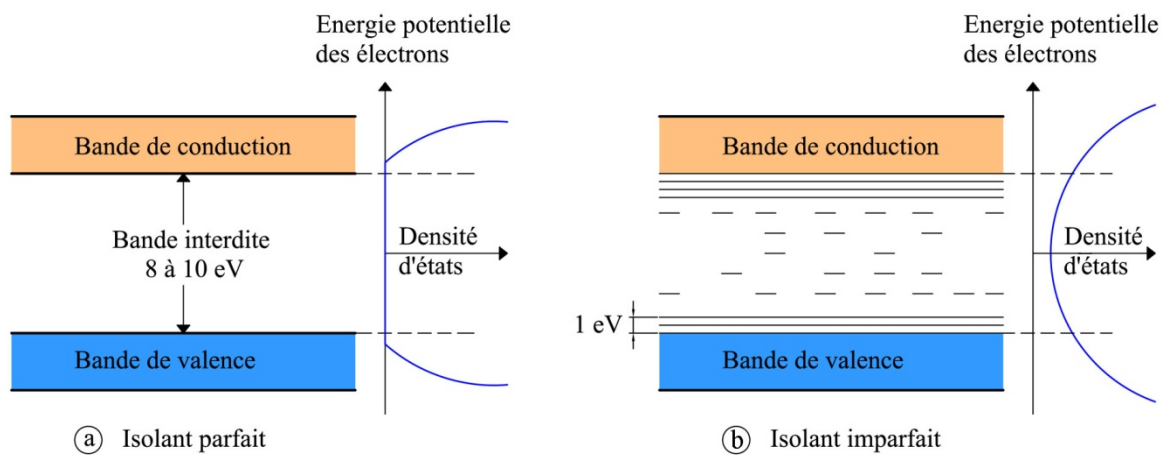 Energie potentielle
des électrons
Bande de conduction
Bande interdite
8 à 10 eV
Densité
d'états
Bande de valence
a Isolant parfait
Energie potentielle
des électrons
Bande de conduction
Densité
d'états
1 eV
Bande de valence
b Isolant imparfait